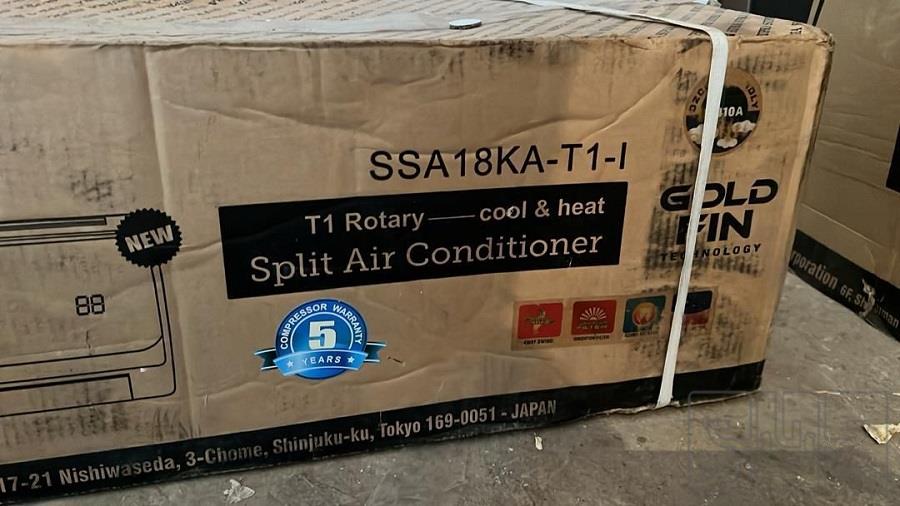 SSA18KA-T1-I
T1 Rotary cool & heat
Split Air Conditioner
NEW
88
COMPRESSOR WARRANTY
5
YEARS
GOLD
FIN
TECHNOLOGY
17-21 Nishiwaseda, 3-Chome, Shinjuku-ku, Tokyo 169-0051 - JAPAN